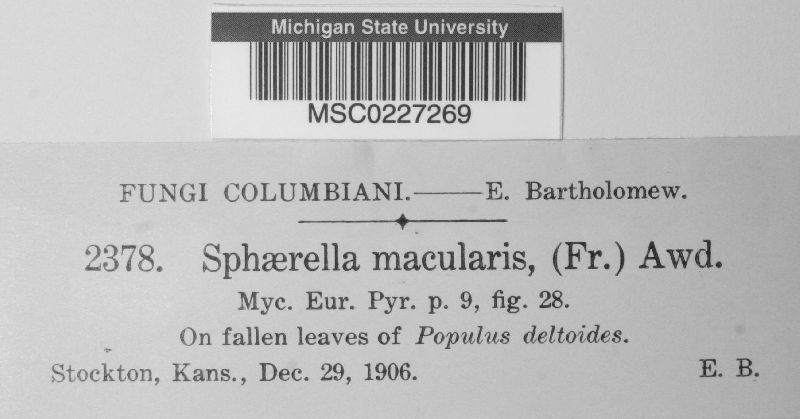 Michigan State University
MSC0227269
FUNGI COLUMBIANI.——E. Bartholomew.
2378. Sphærella macularis, (Fr.) Awd.
Myc. Eur. Pyr. p. 9, fig. 28.
On fallen leaves of Populus deltoides.
Stockton, Kans., Dec. 29, 1906. E. B.